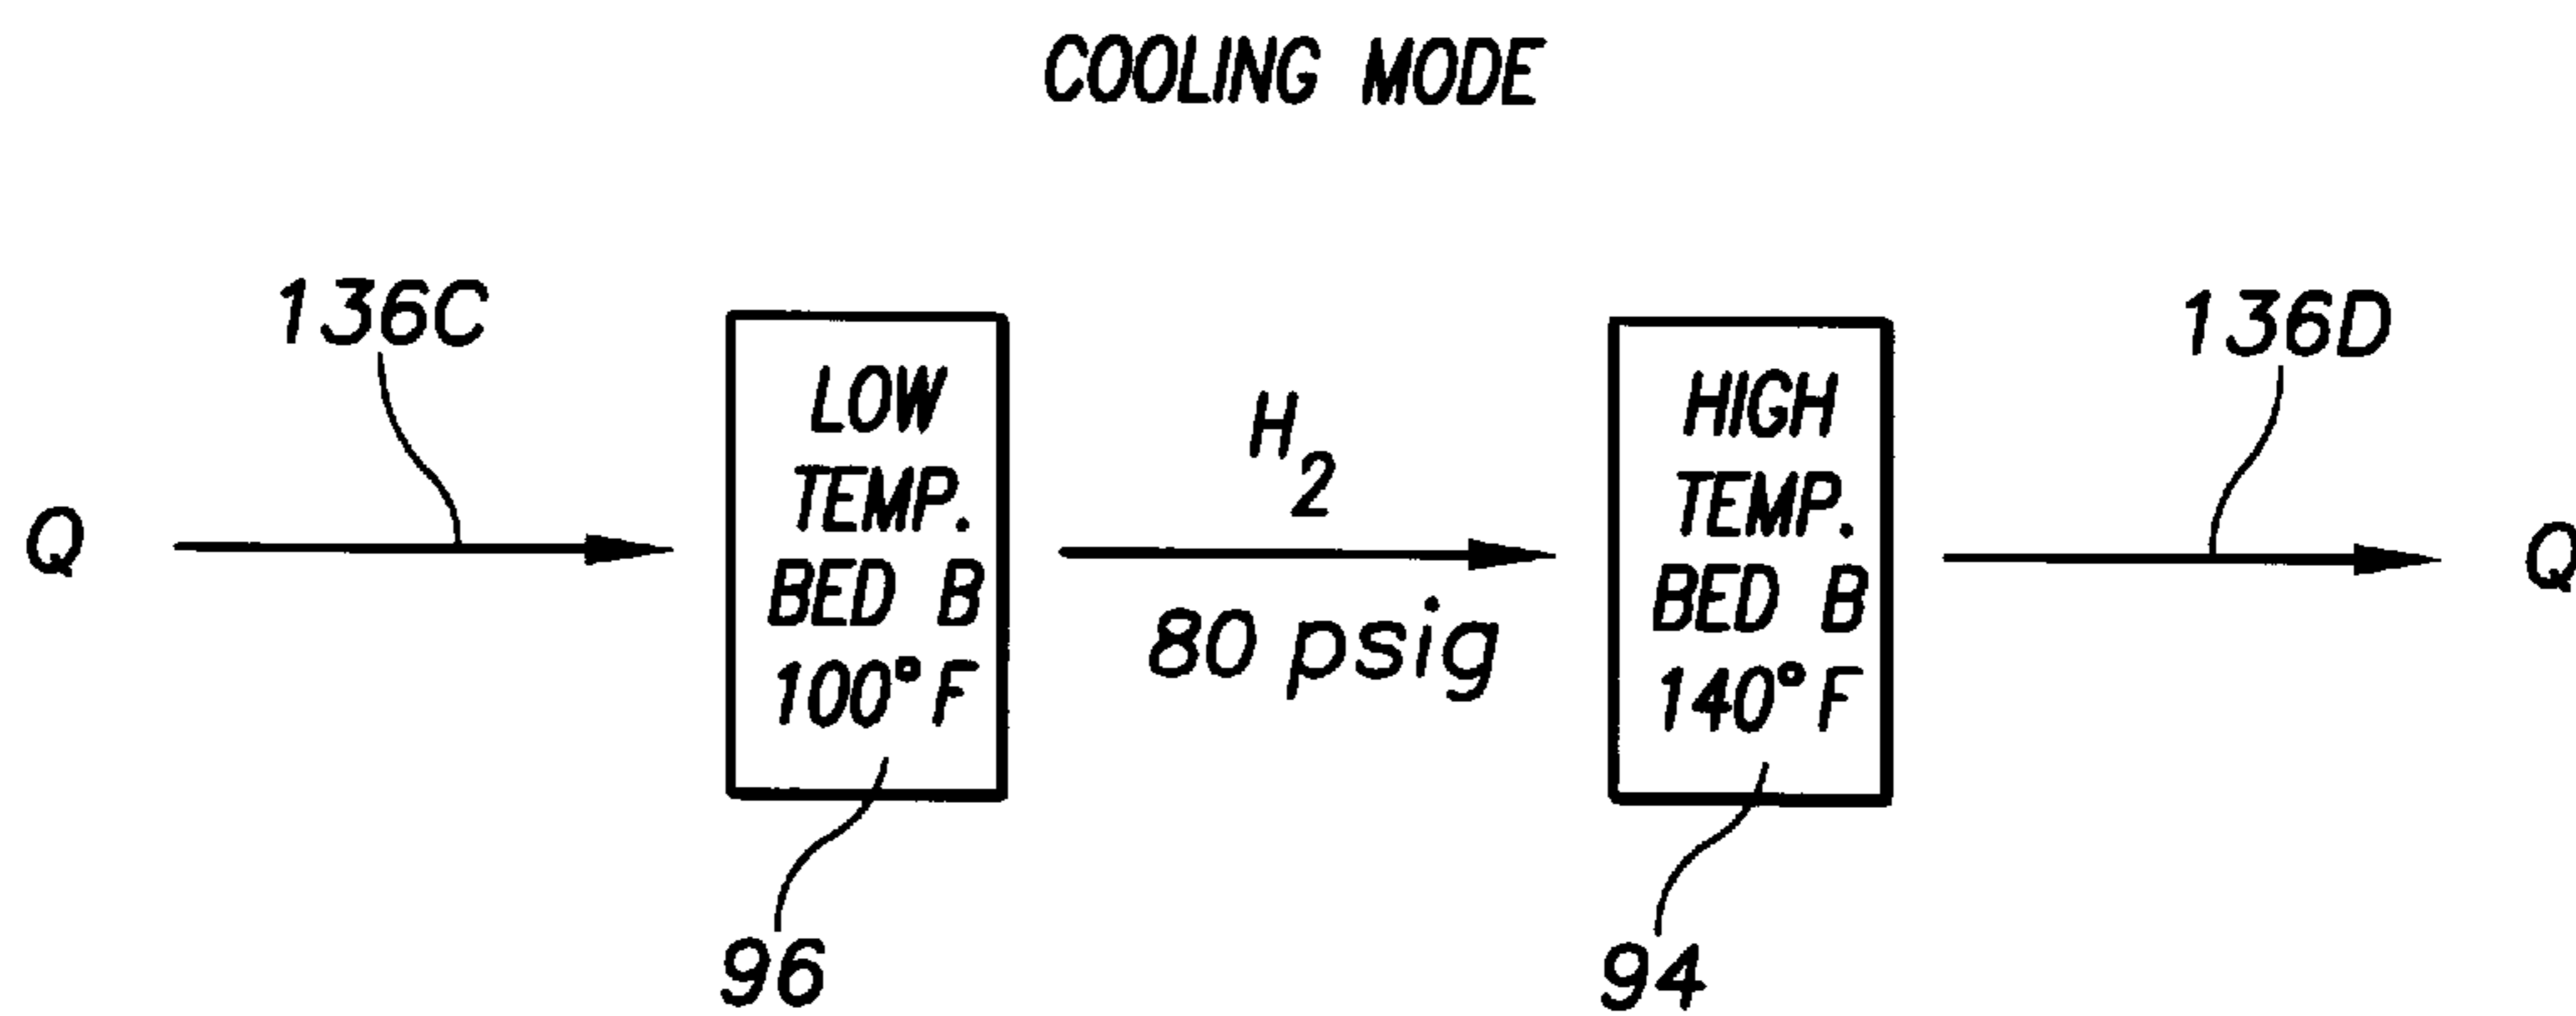 COOLING MODE
136C
136D
Q
LOW
TEMP.
BED B
100°F
H2
80 psig
HIGH
TEMP.
BED B
140°F
Q
96
94